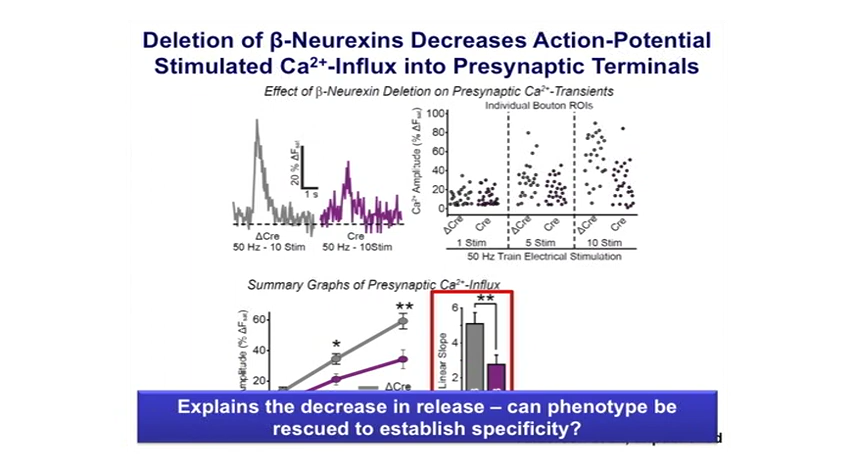 Deletion of β-Neurexins Decreases Action-Potential
Stimulated Ca²⁺-Influx into Presynaptic Terminals
Effect of β-Neurexin Deletion on Presynaptic Ca²⁺-Transients
Individual Bouton ROIs
20 % ΔFsat
1 s
ΔCre
50 Hz - 10 Stim
Cre
50 Hz - 10Stim
Ca²⁺ Amplitude (% ΔFsat)
100
80
60
40
20
0
ΔCre Cre ΔCre Cre ΔCre Cre
1 Stim 5 Stim 10 Stim
50 Hz Train Electrical Stimulation
Summary Graphs of Presynaptic Ca²⁺-Influx
mplitude (% ΔFsat)
60
40
20
*
**
ΔCre
Linear Slope
6
4
2
**
Explains the decrease in release – can phenotype be
rescued to establish specificity?